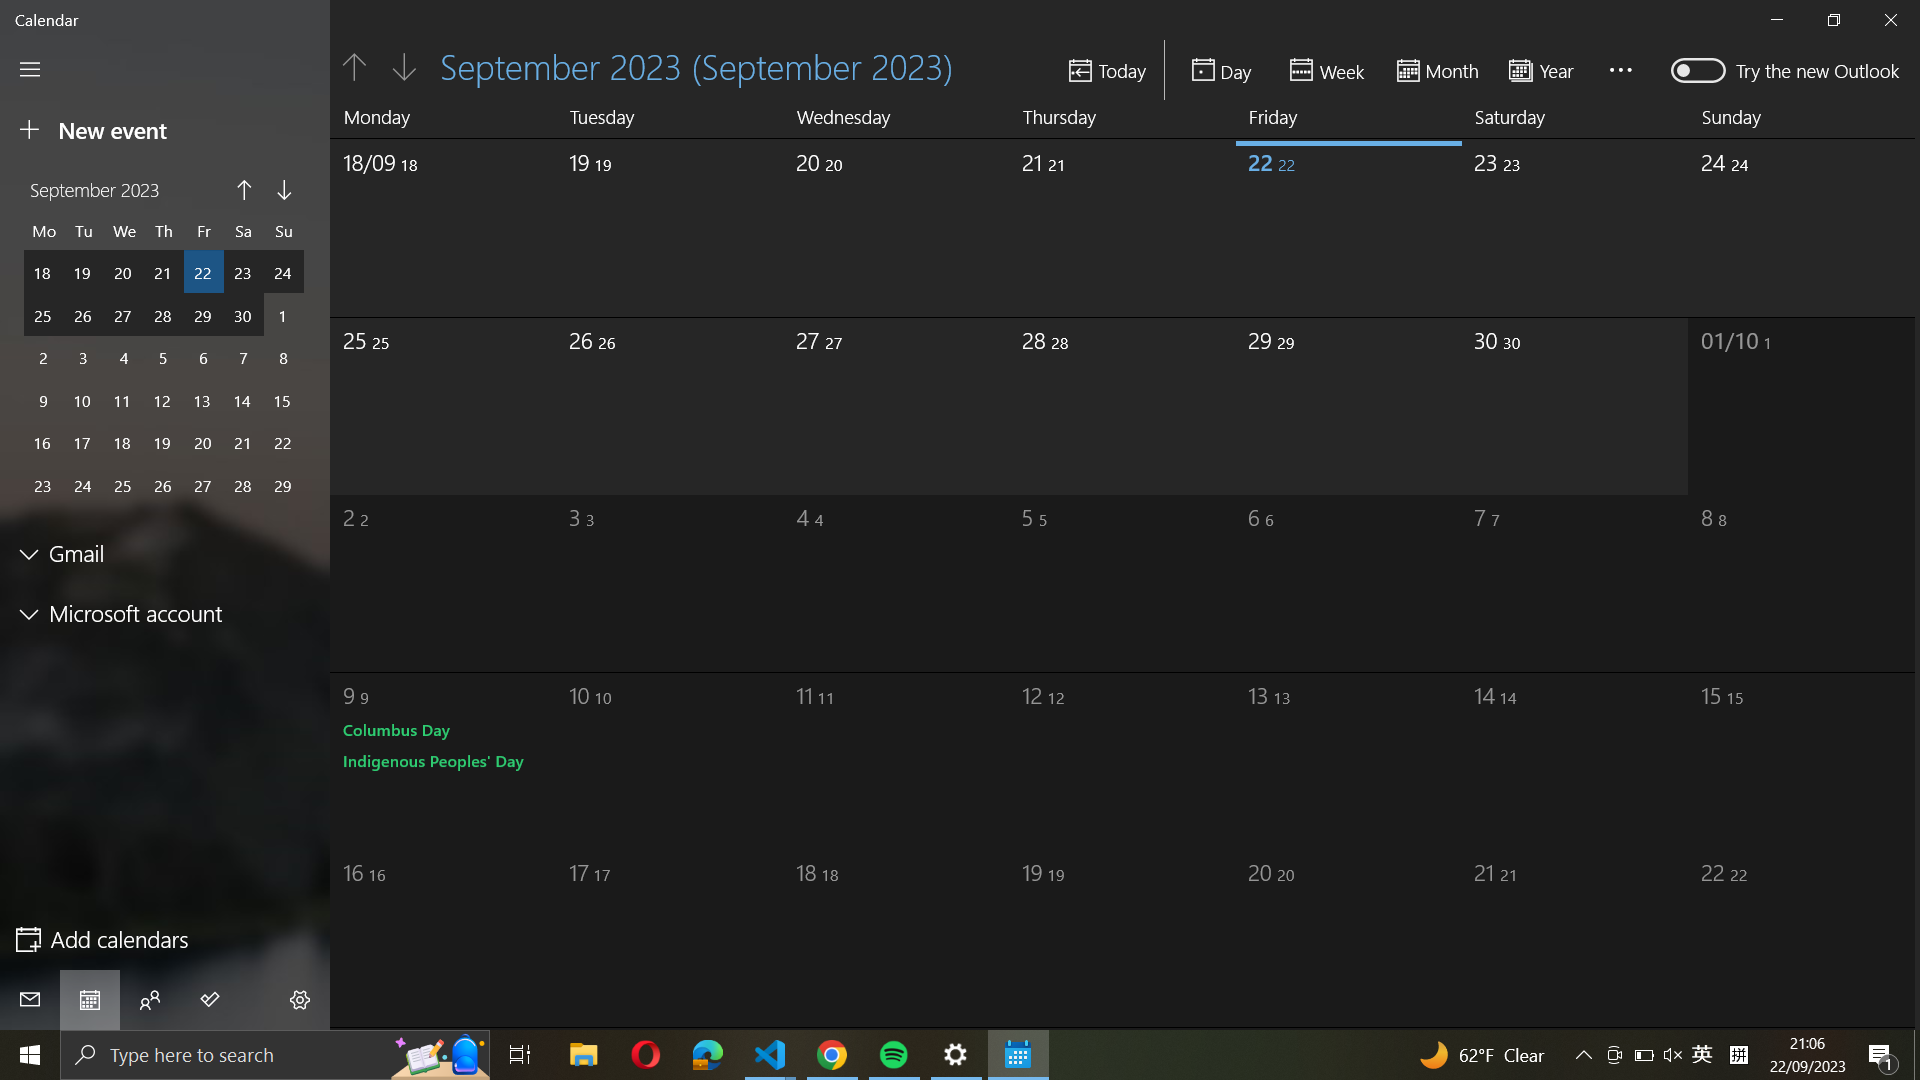 Calendar
New event
September 2023
Mo Tu We Th Fr Sa Su
18 19 20 21 22 23 24
25 26 27 28 29 30 1
2 3 4 5 6 7 8
9 10 11 12 13 14 15
16 17 18 19 20 21 22
23 24 25 26 27 28 29
Gmail
Microsoft account
Add calendars
September 2023 (September 2023)
Today Day Week Month Year Try the new Outlook
Monday Tuesday Wednesday Thursday Friday Saturday Sunday
18/09 18 19 19 20 20 21 21 22 22 23 23 24 24
25 25 26 26 27 27 28 28 29 29 30 30 01/10 1
2 2 3 3 4 4 5 5 6 6 7 7 8 8
9 9 10 10 11 11 12 12 13 13 14 14 15 15
Columbus Day
Indigenous Peoples' Day
16 16 17 17 18 18 19 19 20 20 21 21 22 22
Type here to search
62°F Clear
英 拼
21:06
22/09/2023
1